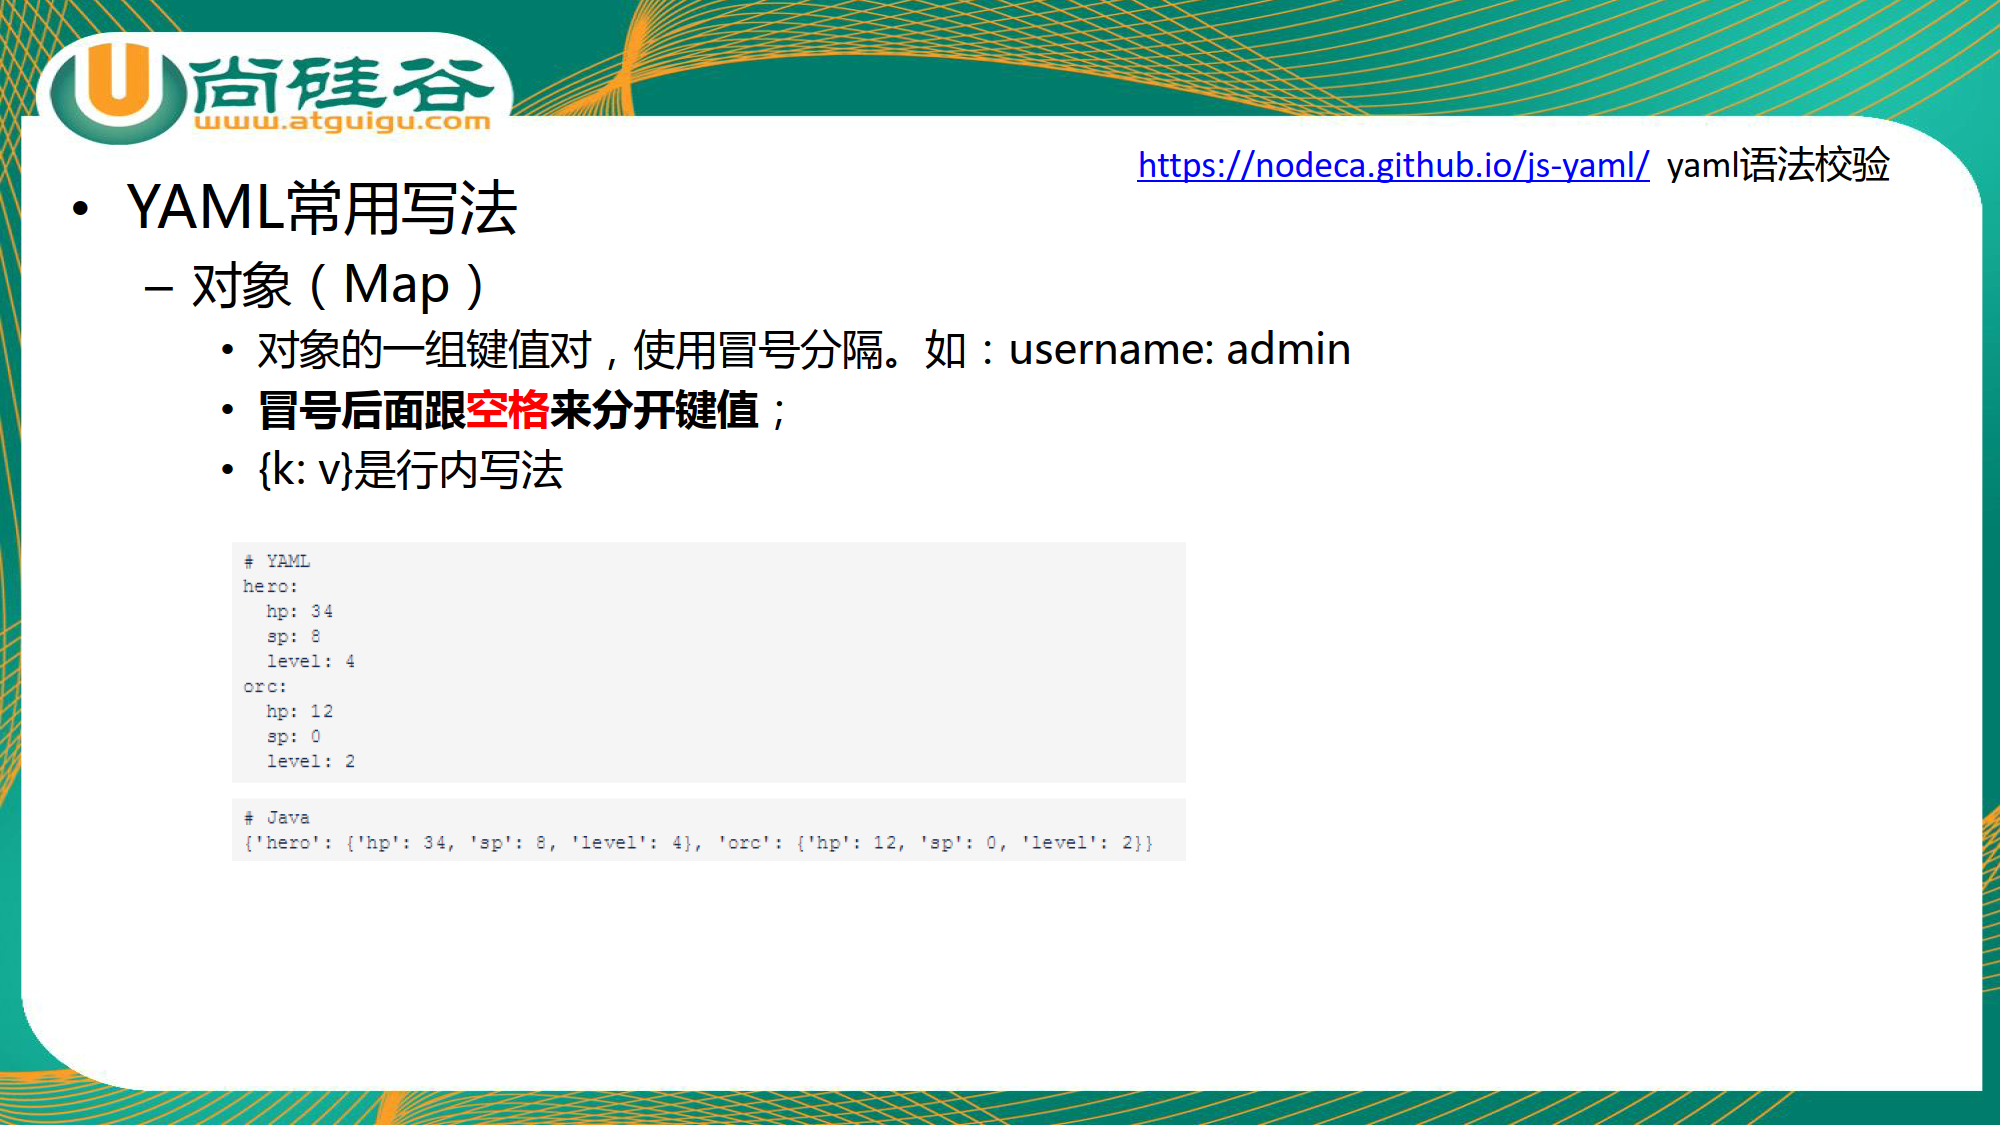 尚硅谷
www.atguigu.com
https://nodeca.github.io/js-yaml/ yaml语法校验
• YAML常用写法
– 对象（Map）
• 对象的一组键值对，使用冒号分隔。如：username: admin
• 冒号后面跟空格来分开键值；
• {k: v}是行内写法
# YAML
hero:
  hp: 34
  sp: 8
  level: 4
orc:
  hp: 12
  sp: 0
  level: 2
# Java
{'hero': {'hp': 34, 'sp': 8, 'level': 4}, 'orc': {'hp': 12, 'sp': 0, 'level': 2}}